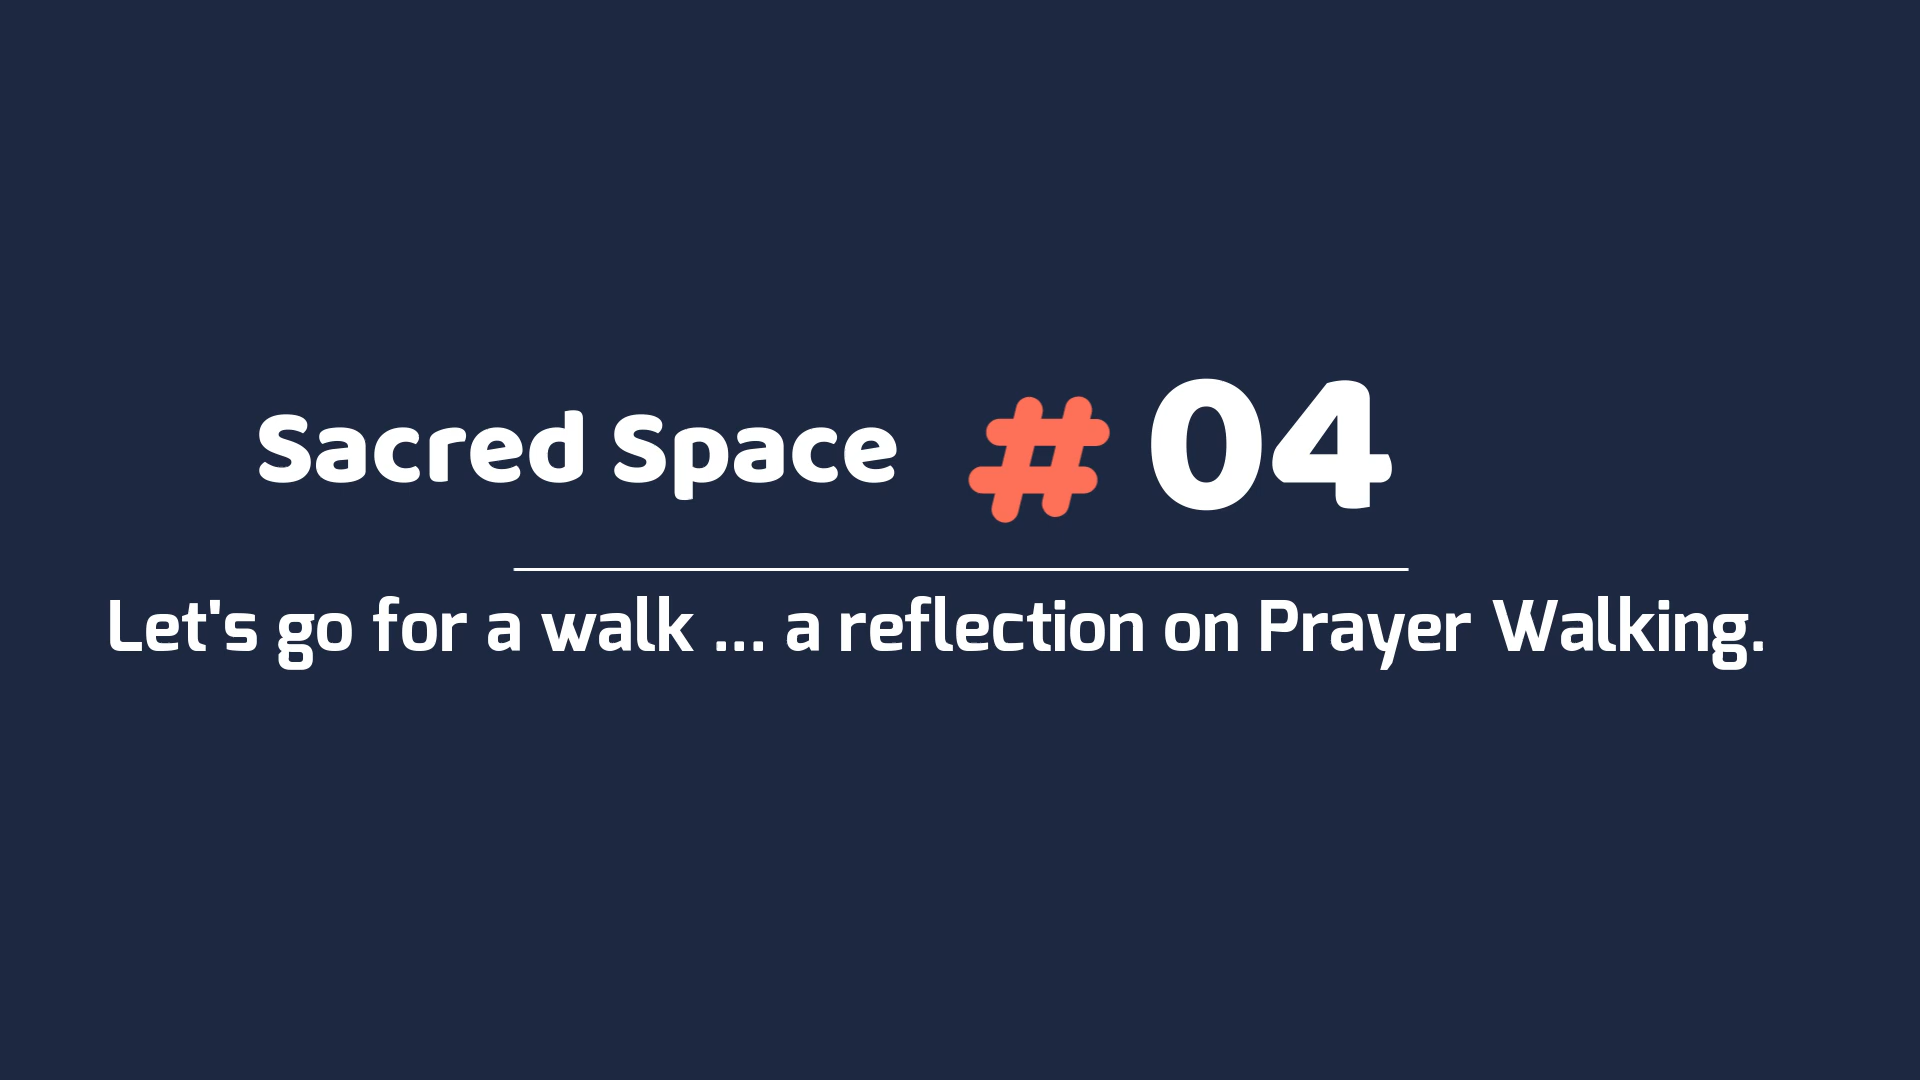 Sacred Space # 04
Let's go for a walk ... a reflection on Prayer Walking.